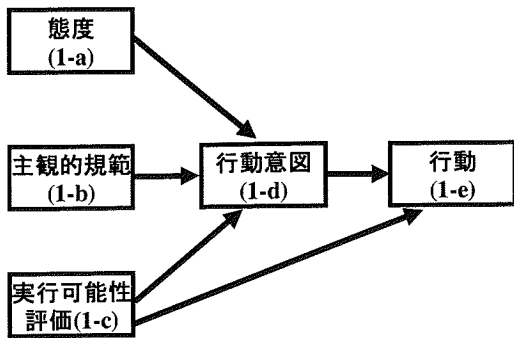 態度
(1-a)
主観的規範
(1-b)
行動意図
(1-d)
行動
(1-e)
実行可能性
評価(1-c)